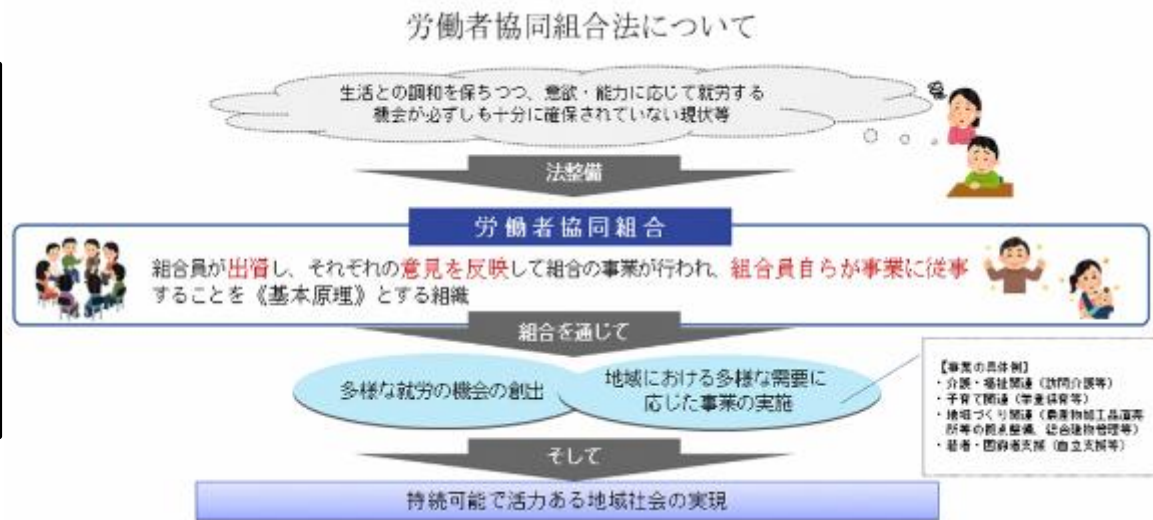 労働者協同組合法について
生活との調和を保ちつつ、意欲・能力に応じて就労する
機会が必ずしも十分に確保されていない現状等
法整備
労働者協同組合
組合員が出資し、それぞれの意見を反映して組合の事業が行われ、組合員自らが事業に従事
することを《基本原理》とする組織
組合を通じて
多様な就労の機会の創出
地域における多様な需要に
応じた事業の実施
【事業の具体例】
・介護・福祉関連（訪問介護等）
・子育て関連（学童保育等）
・地域づくり関連（農産物加工品直売
所等の拠点整備、総合建物管理等）
・若者・困窮者支援（自立支援等）
そして
持続可能で活力ある地域社会の実現